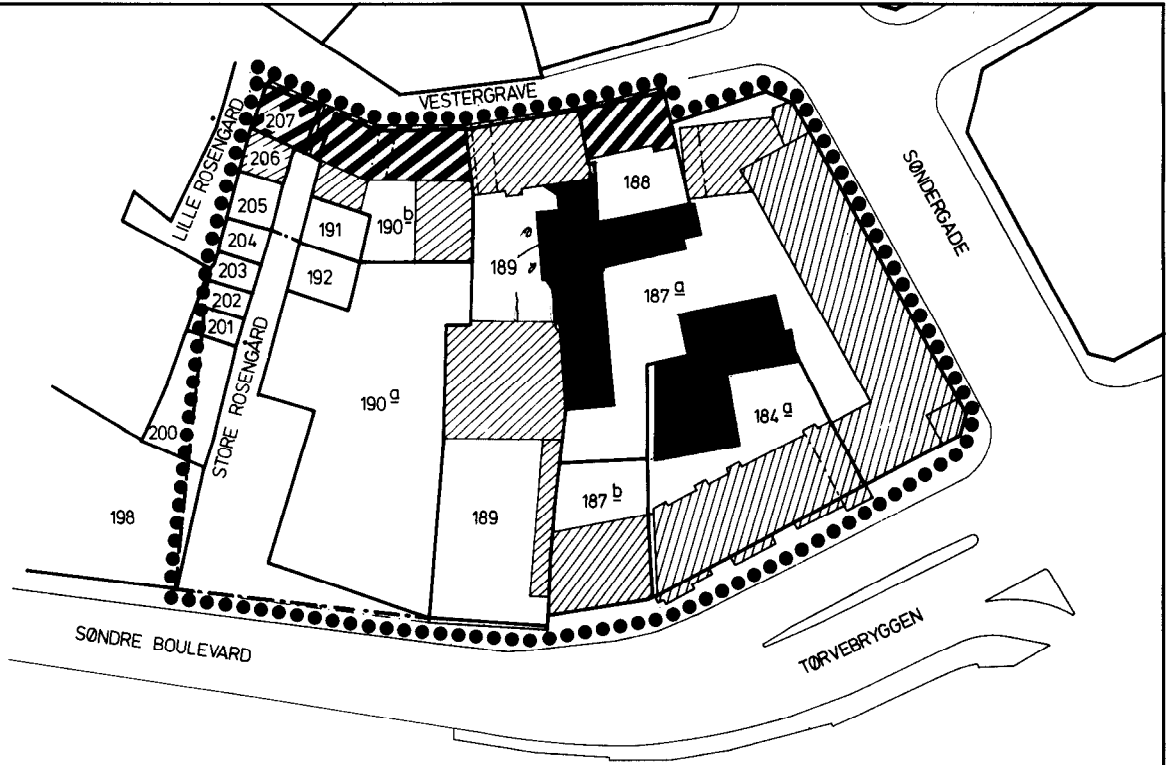 VESTERGRAVE
LILLE ROSENGÅRD
207
206
205
204
203
202
201
200
198
STORE ROSENGÅRD
191
192
190 b
190 a
189
188
187 a
184 a
187 b
189
SØNDERGADE
SØNDRE BOULEVARD
TØRVEBRYGGEN